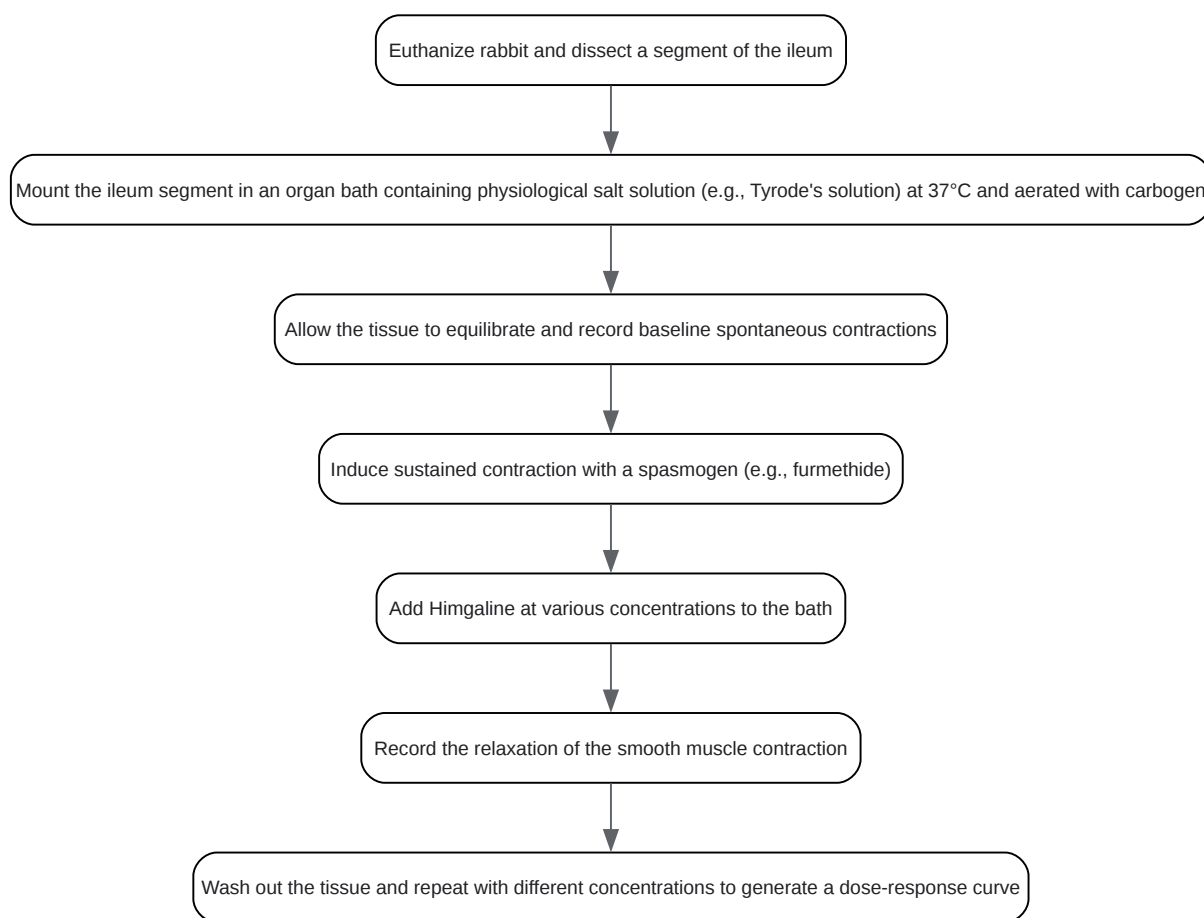 Euthanize rabbit and dissect a segment of the ileum
Mount the ileum segment in an organ bath containing physiological salt solution (e.g., Tyrode's solution) at 37°C and aerated with carbogen
Allow the tissue to equilibrate and record baseline spontaneous contractions
Induce sustained contraction with a spasmogen (e.g., furmethide)
Add Himgaline at various concentrations to the bath
Record the relaxation of the smooth muscle contraction
Wash out the tissue and repeat with different concentrations to generate a dose-response curve